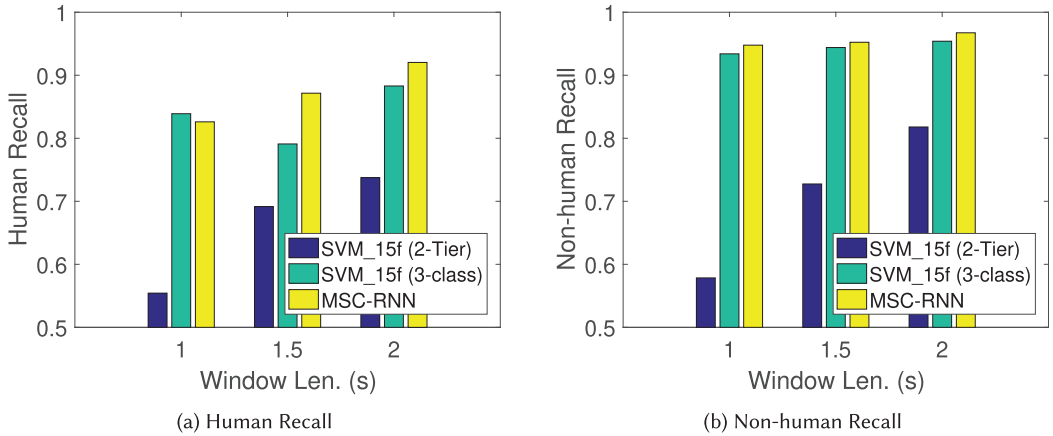 1
0.9
0.8
0.7
0.6
0.5
Human Recall
1 1.5 2
Window Len. (s)
SVM_15f (2-Tier)
SVM_15f (3-class)
MSC-RNN
(a) Human Recall
1
0.9
0.8
0.7
0.6
0.5
Non-human Recall
1 1.5 2
Window Len. (s)
SVM_15f (2-Tier)
SVM_15f (3-class)
MSC-RNN
(b) Non-human Recall